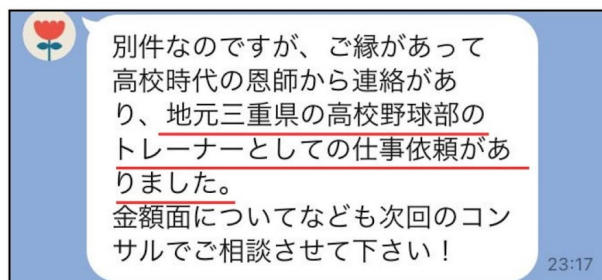 別件なのですが、ご縁があって
高校時代の恩師から連絡があ
り、地元三重県の高校野球部の
トレーナーとしての仕事依頼があ
りました。
金額面についてなども次回のコン
サルでご相談させて下さい！
23:17